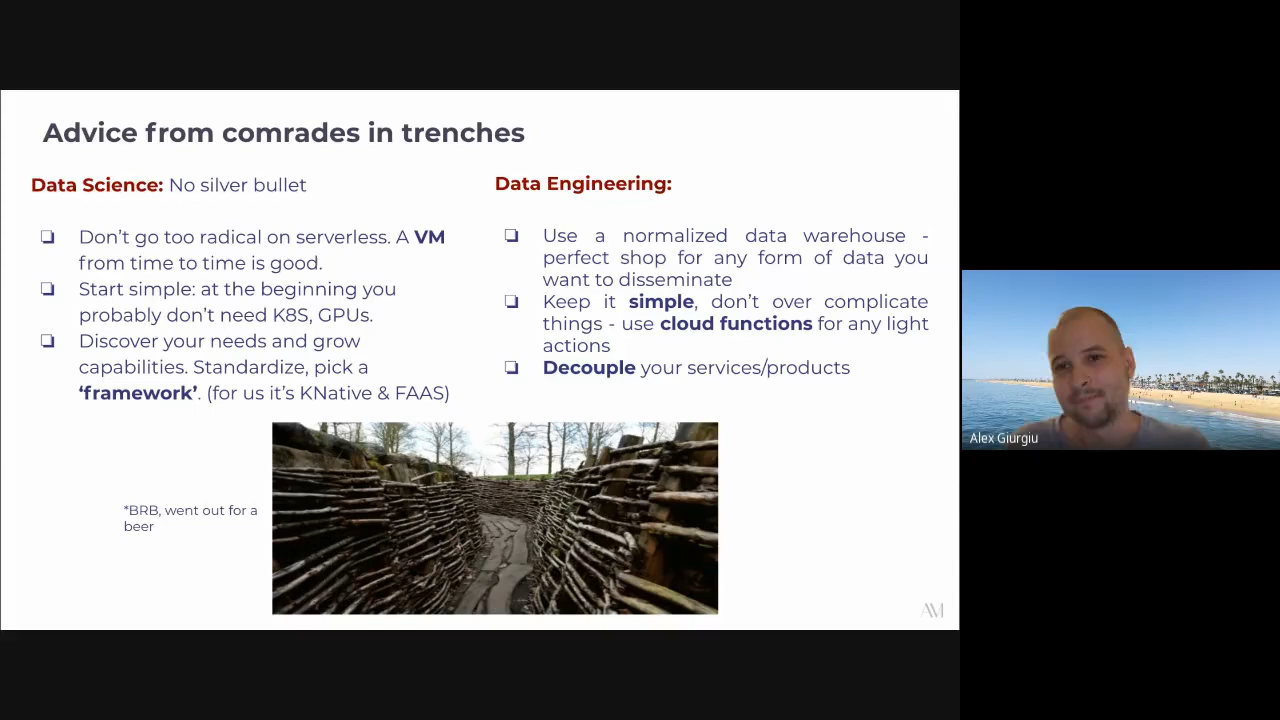 Advice from comrades in trenches
Data Science: No silver bullet
❏ Don’t go too radical on serverless. A VM
from time to time is good.
❏ Start simple: at the beginning you
probably don’t need K8S, GPUs.
❏ Discover your needs and grow
capabilities. Standardize, pick a
‘framework’. (for us it’s KNative & FAAS)
Data Engineering:
❏ Use a normalized data warehouse -
perfect shop for any form of data you
want to disseminate
❏ Keep it simple, don’t over complicate
things - use cloud functions for any light
actions
❏ Decouple your services/products
*BRB, went out for a
beer
AM
Alex Giurgiu